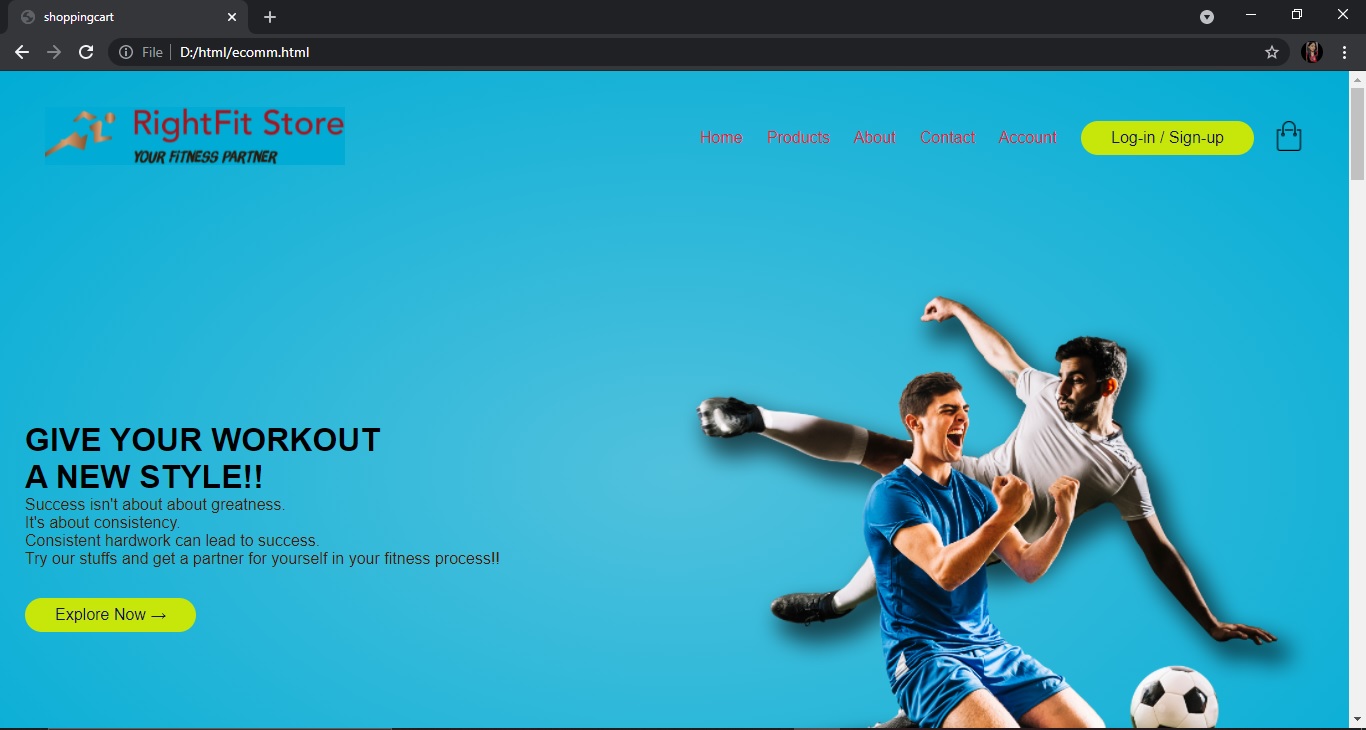 shoppingcart
File
D:/html/ecomm.html
RightFit Store
YOUR FITNESS PARTNER
Home Products About Contact Account Log-in / Sign-up
GIVE YOUR WORKOUT
A NEW STYLE!!
Success isn't about about greatness.
It's about consistency.
Consistent hardwork can lead to success.
Try our stuffs and get a partner for yourself in your fitness process!!
Explore Now →